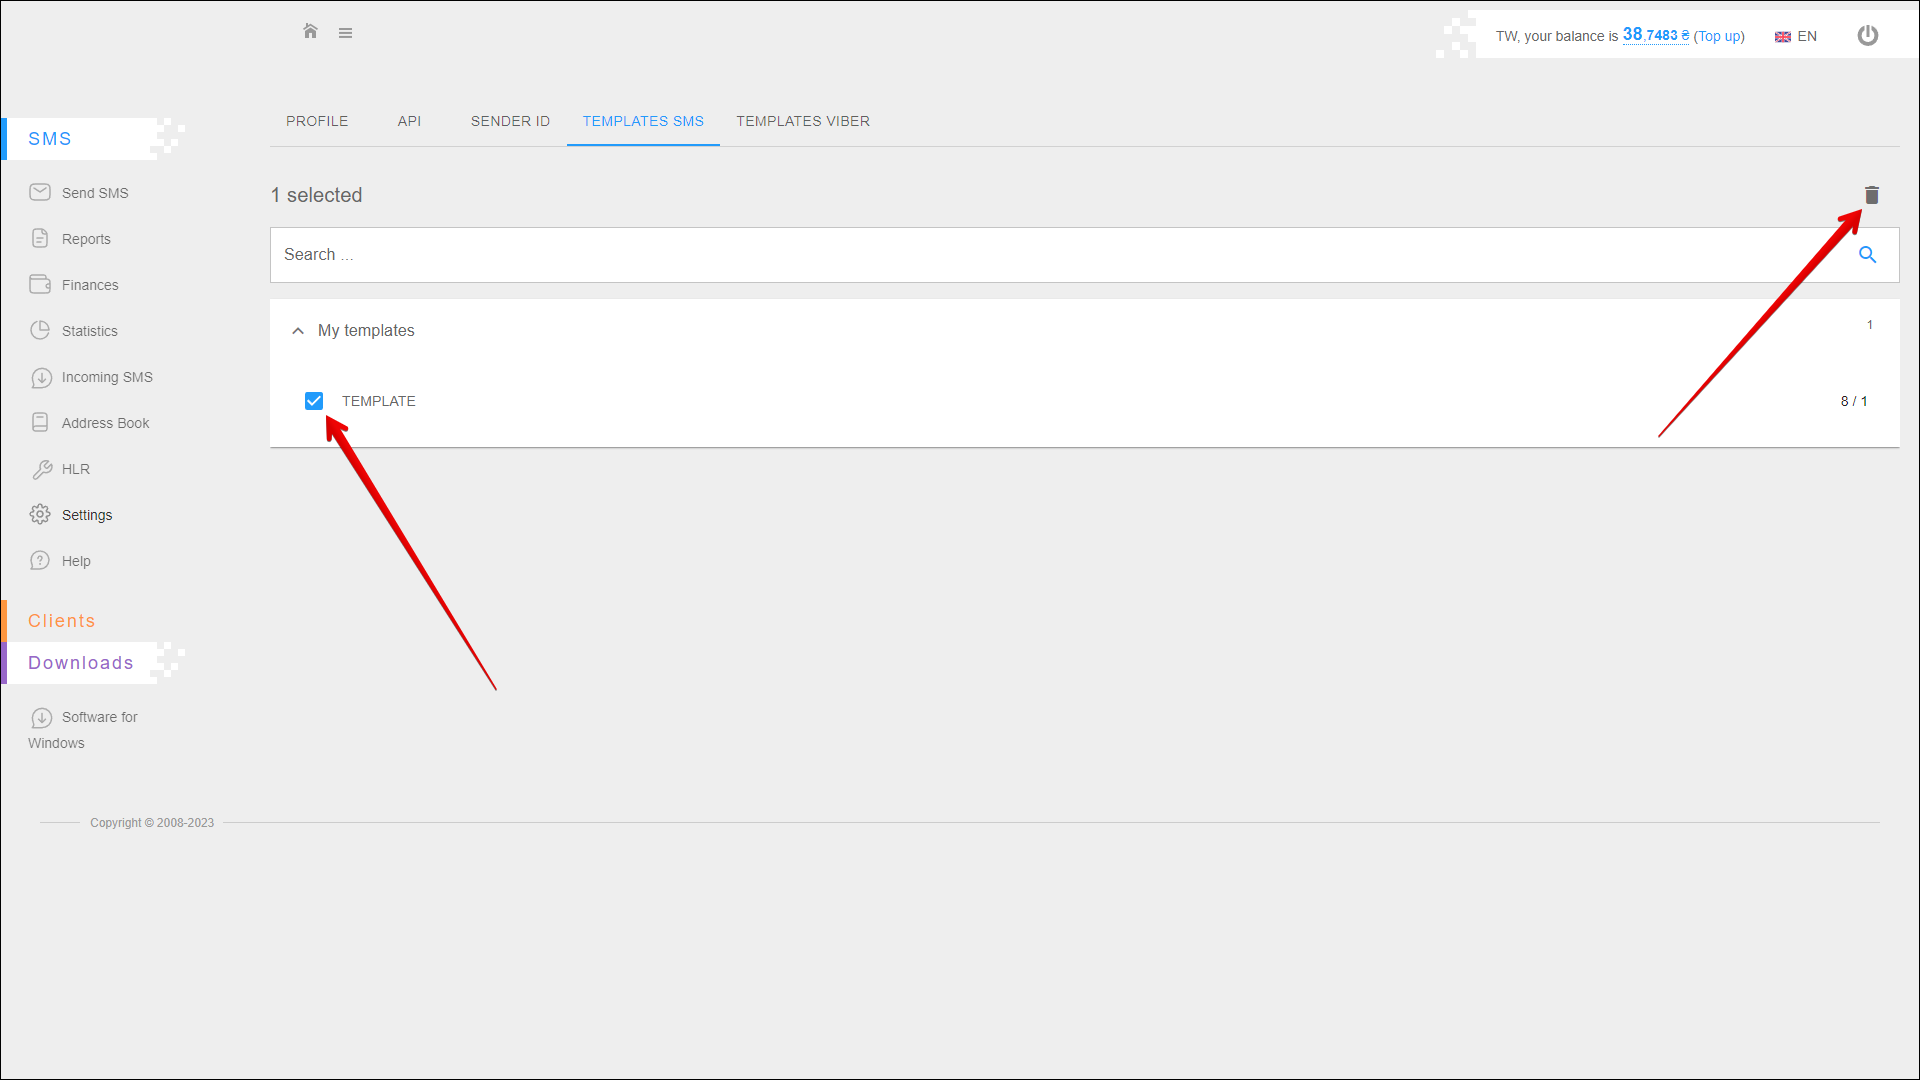 TW, your balance is 38,7483 ₴ (Top up)
EN
SMS
Send SMS
Reports
Finances
Statistics
Incoming SMS
Address Book
HLR
Settings
Help
Clients
Downloads
Software for
Windows
PROFILE
API
SENDER ID
TEMPLATES SMS
TEMPLATES VIBER
1 selected
Search ...
My templates
1
TEMPLATE
8 / 1
Copyright © 2008-2023